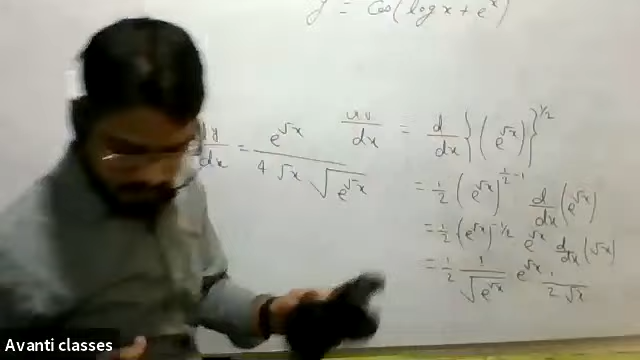 y = Cos(log x + e^x)
dy/dx = e^√x / 4√x √e^√x
dy/dx = d/dx {(e^√x)}^1/2
= 1/2 (e^√x)^1/2-1 d/dx (e^√x)
= 1/2 (e^√x)^-1/2 e^√x d/dx (√x)
= 1/2 1/√e^√x e^√x 1/2√x
Avanti classes